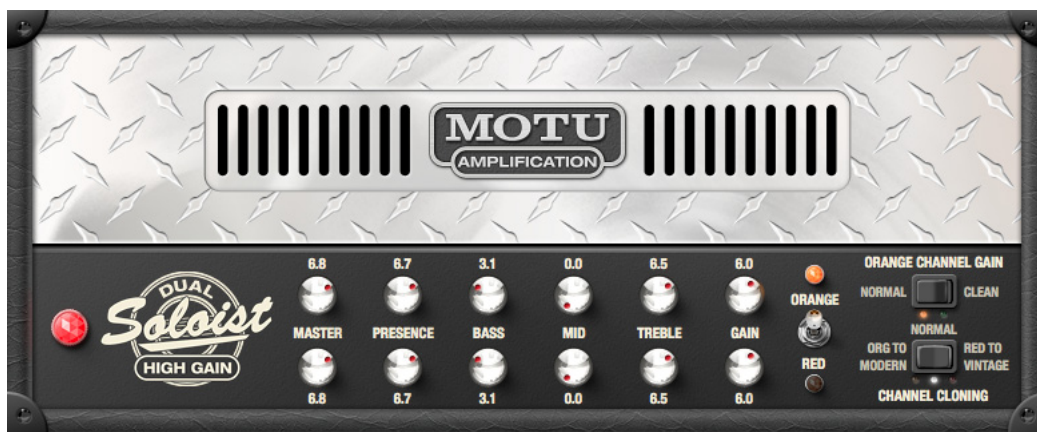 MOTU
AMPLIFICATION
DUAL
Soloist
HIGH GAIN
6.8 6.7 3.1 0.0 6.5 6.0
MASTER PRESENCE BASS MID TREBLE GAIN
6.8 6.7 3.1 0.0 6.5 6.0
ORANGE
RED
ORANGE CHANNEL GAIN
NORMAL CLEAN
NORMAL
ORG TO RED TO
MODERN VINTAGE
CHANNEL CLONING